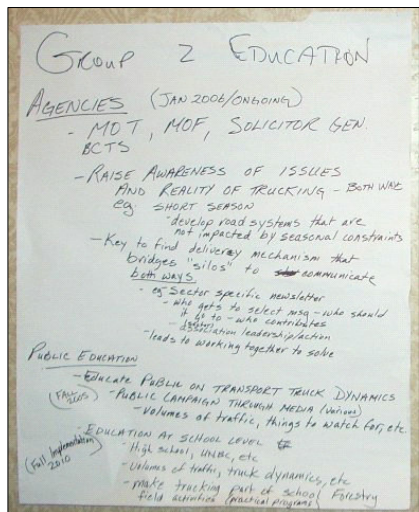 GROUP 2 EDUCATION
AGENCIES (JAN 2006/ONGOING)
- MOT, MOF, SOLICITOR GEN.
BCTS
- RAISE AWARENESS OF ISSUES
AND REALITY OF TRUCKING - BOTH WAY
eg: SHORT SEASON
- develop road systems that are
not impacted by seasonal constraints
- Key to find delivery mechanism that
bridges "silos" to communicate
both ways.
- eg Sector specific newsletter
- who gets to select msg - who should
it go to - who contributes
- association leadership/action
- leads to working together to solve
PUBLIC EDUCATION
- Educate PUBLIC ON TRANSPORT TRUCK DYNAMICS
(FALL 2005) - PUBLIC CAMPAIGN THROUGH MEDIA (various)
- volumes of traffic, things to watch for, etc
- EDUCATION AT SCHOOL LEVEL
(Full Implementation 2010) - High school, UNBC, etc
- volumes of traffic, truck dynamics, etc
- make trucking part of school Forestry
field activities (practical programs)